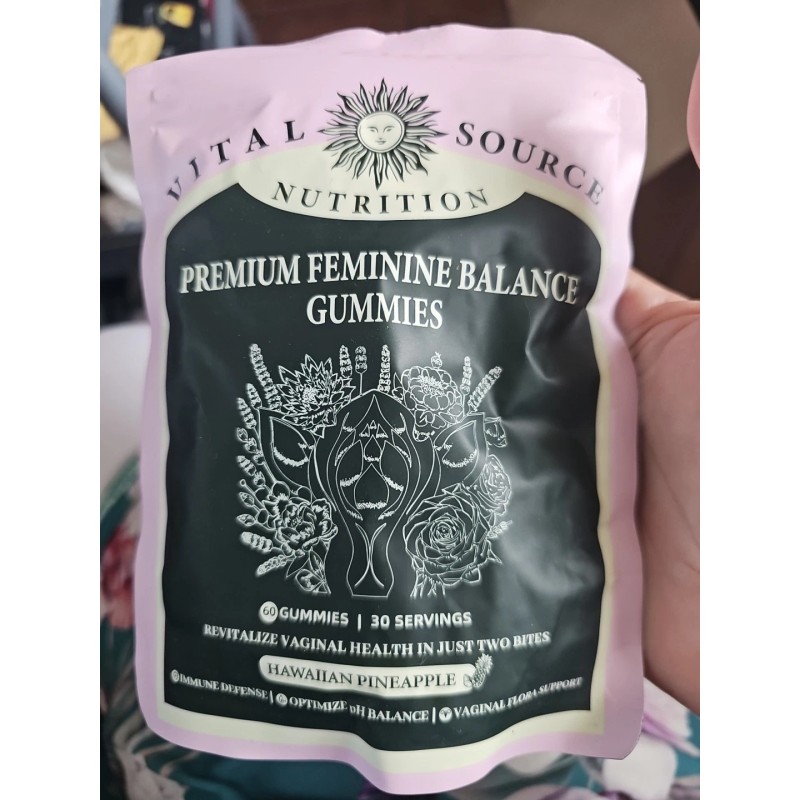 VITAL SOURCE
NUTRITION
PREMIUM FEMININE BALANCE
GUMMIES
60 GUMMIES | 30 SERVINGS
REVITALIZE VAGINAL HEALTH IN JUST TWO BITES
HAWAIIAN PINEAPPLE
IMMUNE DEFENSE | OPTIMIZE pH BALANCE | VAGINAL FLORA SUPPORT